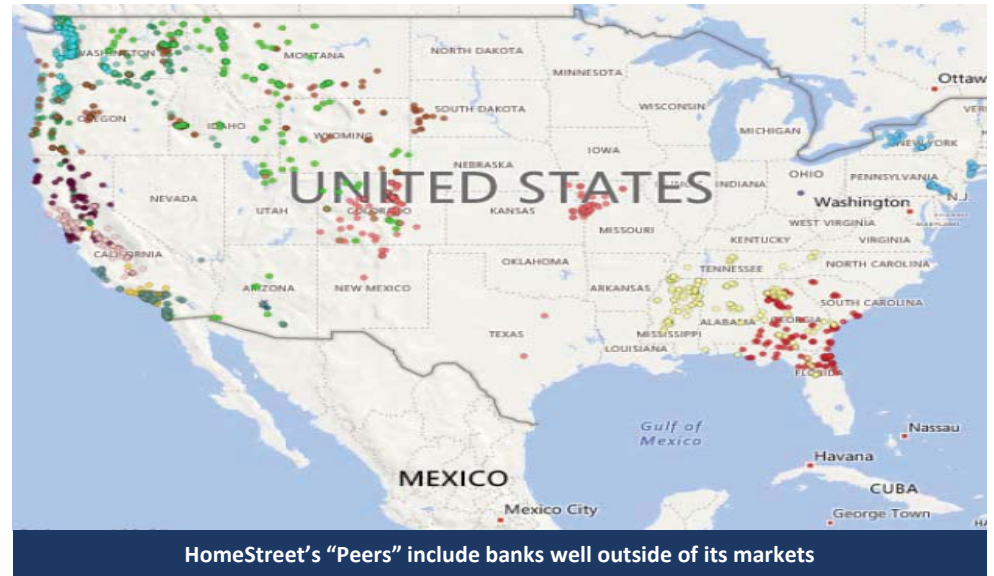 Ottaw
WASHINGTON
MONTANA
NORTH DAKOTA
MINNESOTA
SOUTH DAKOTA
WISCONSIN
OREGON
IDAHO
WYOMING
MICHIGAN
NEW YORK
IOWA
NEBRASKA
UNITED STATES
NEVADA
UTAH
COLORADO
KANSAS
INDIANA
OHIO
PENNSYLVANIA
N.J.
Washington
MISSOURI
WEST VIRGINIA
KENTUCKY
VIRGINIA
CALIFORNIA
OKLAHOMA
TENNESSEE
NORTH CAROLINA
ARIZONA
NEW MEXICO
ARKANSAS
SOUTH CAROLINA
TEXAS
MISSISSIPPI
ALABAMA
GEORGIA
LOUISIANA
FLORIDA
Gulf of
Mexico
Nassau
Havana
MEXICO
CUBA
Mexico City
George Town
HomeStreet’s “Peers” include banks well outside of its markets